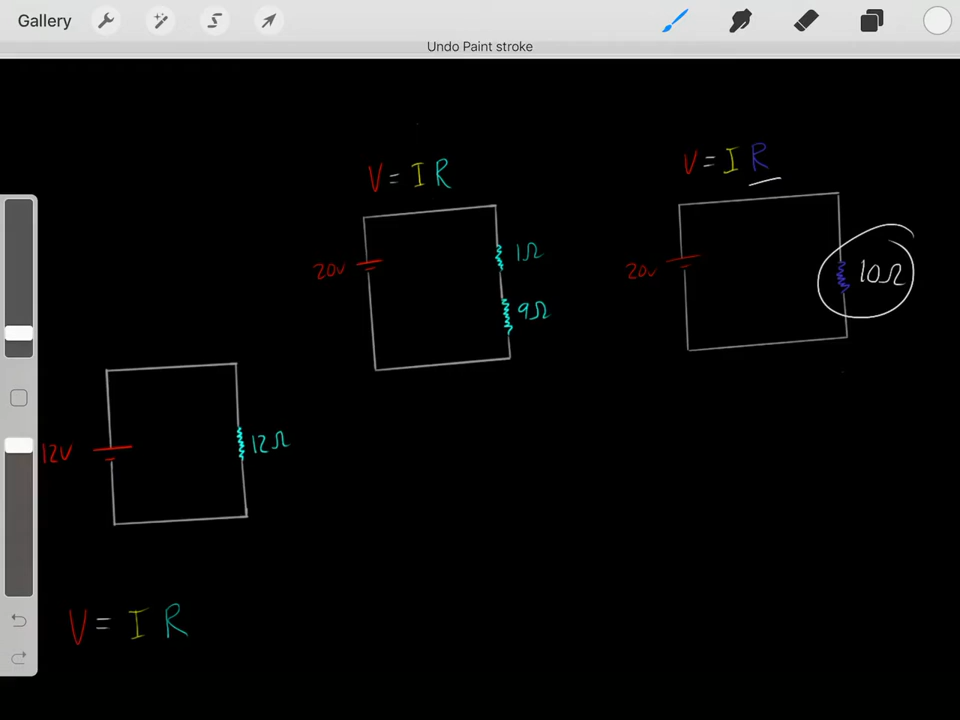 Gallery
Undo Paint stroke
V = I R
20V
1Ω
9Ω
V = I R
20V
10Ω
12V
12Ω
V = I R